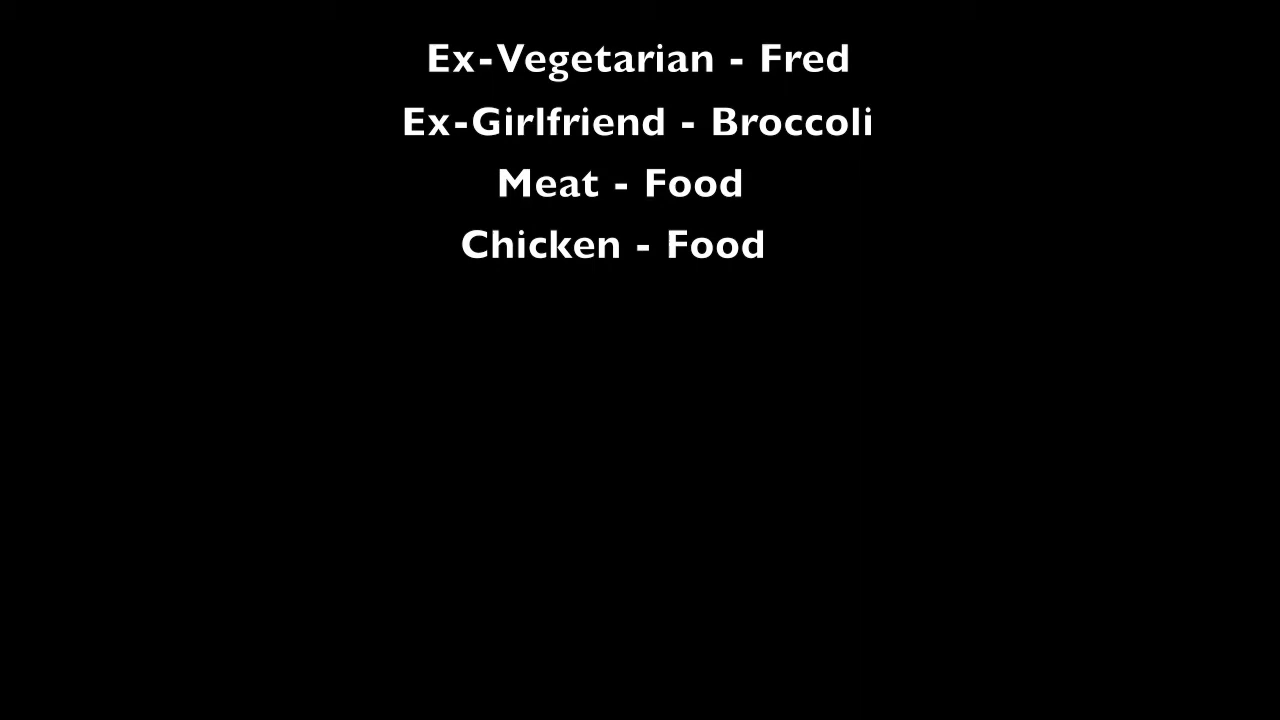 Ex-Vegetarian - Fred
Ex-Girlfriend - Broccoli
Meat - Food
Chicken - Food